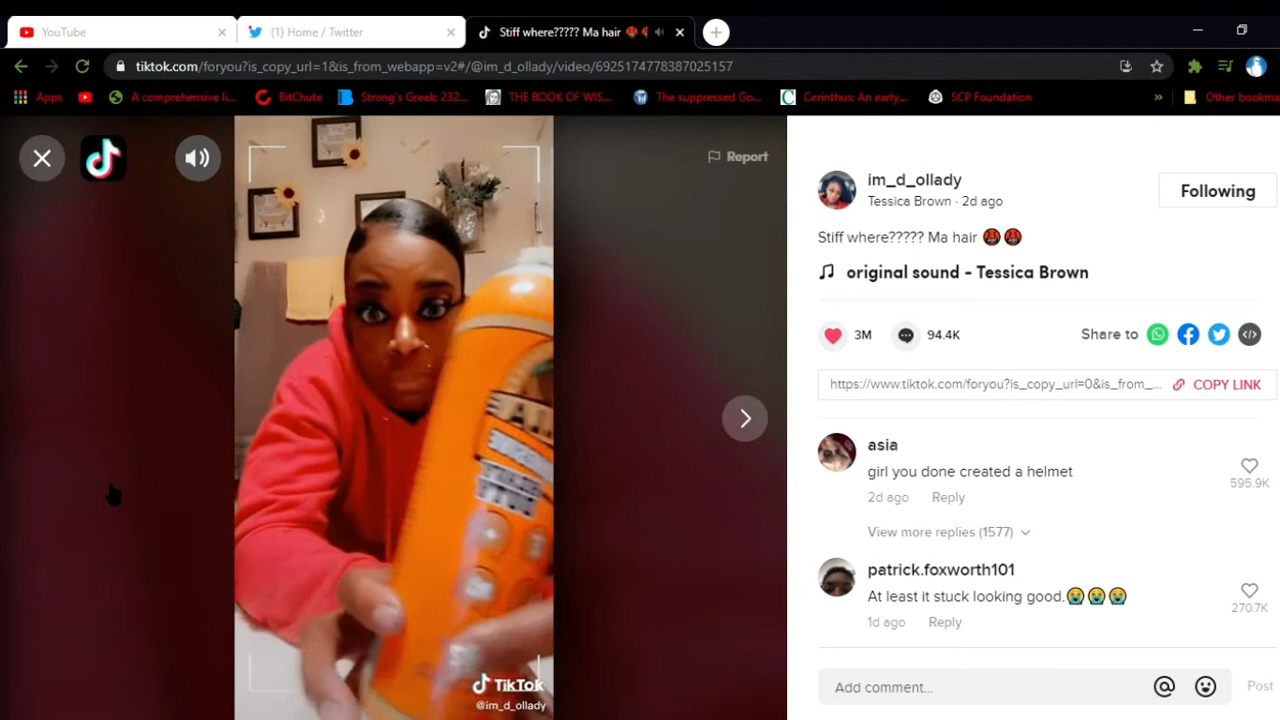 YouTube
(1) Home / Twitter
Stiff where????? Ma hair
tiktok.com/foryou?is_copy_url=1&is_from_webapp=v2#/@im_d_ollady/video/6925174778387025157
Apps
A comprehensive li...
BitChute
Strong's Greek: 232...
THE BOOK OF WIS...
The suppressed Go...
Cerinthus: An early...
SCP Foundation
»
Other bookma
Report
im_d_ollady
Tessica Brown · 2d ago
Following
Stiff where????? Ma hair 👹👹
original sound - Tessica Brown
3M
94.4K
Share to
https://www.tiktok.com/foryou?is_copy_url=0&is_from_...
COPY LINK
asia
girl you done created a helmet
595.9K
2d ago Reply
View more replies (1577)
patrick.foxworth101
At least it stuck looking good.😭😭😭
270.7K
1d ago Reply
Add comment...
Post
TikTok
@im_d_ollady